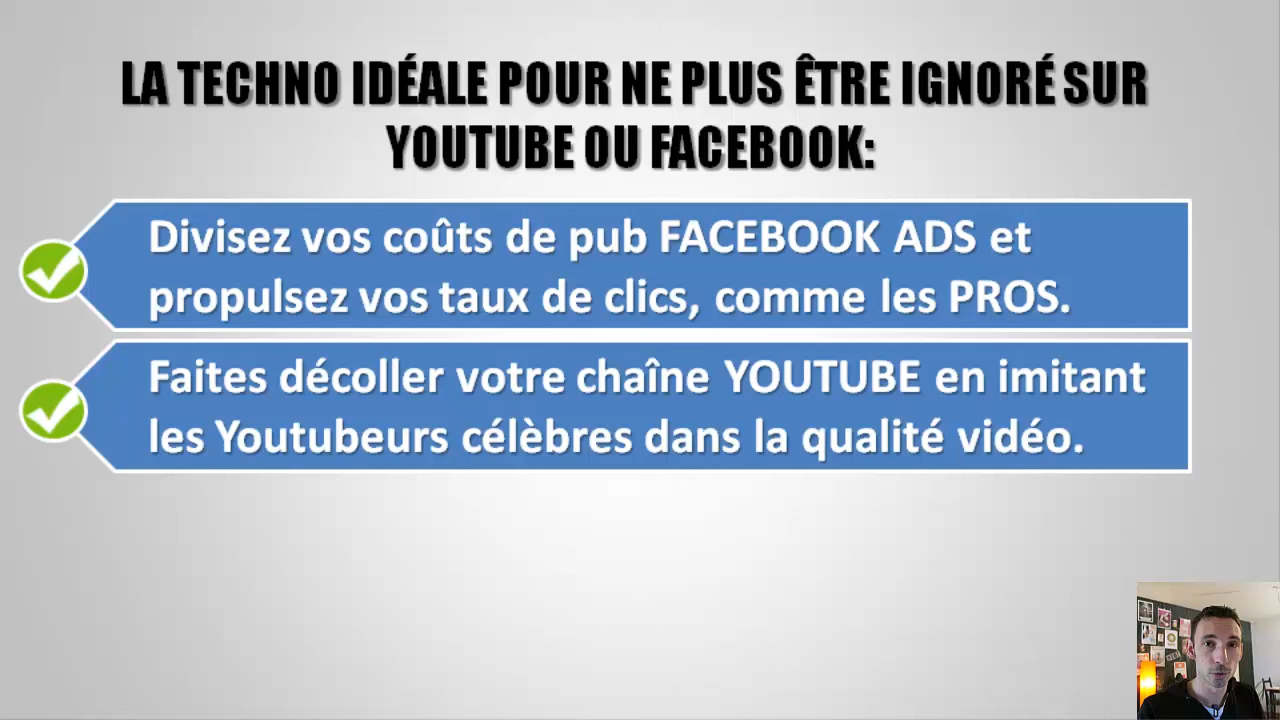 LA TECHNO IDÉALE POUR NE PLUS ÊTRE IGNORÉ SUR
YOUTUBE OU FACEBOOK:
Divisez vos coûts de pub FACEBOOK ADS et
propulsez vos taux de clics, comme les PROS.
Faites décoller votre chaîne YOUTUBE en imitant
les Youtubeurs célèbres dans la qualité vidéo.